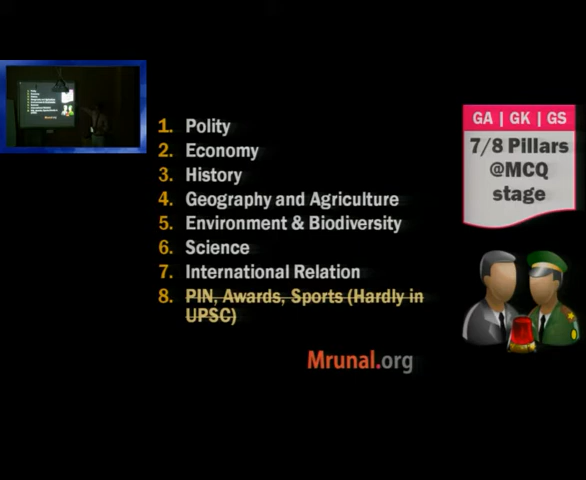 1. Polity
2. Economy
3. History
4. Geography and Agriculture
5. Environment & Biodiversity
6. Science
7. International Relation
8. PIN, Awards, Sports (Hardly in
UPSC)
GA | GK | GS
7/8 Pillars
@MCQ
stage
Mrunal.org